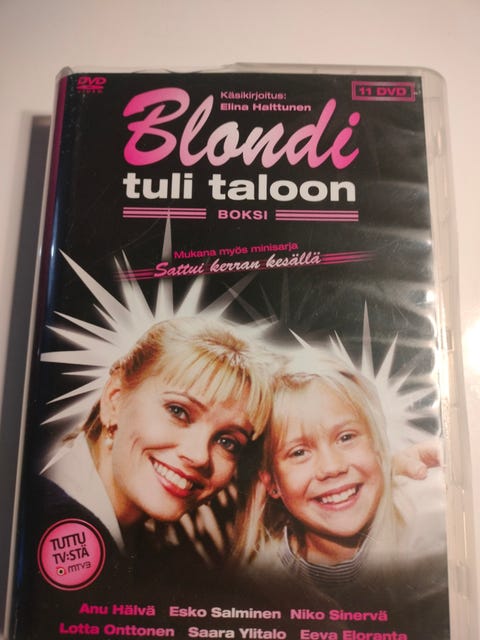 DVD
VIDEO
Käsikirjoitus:
Elina Halttunen
11 DVD
Blondi
tuli taloon
BOKSI
Mukana myös minisarja
Sattui kerran kesällä
TUTTU
TV:STÄ
MTV3
Anu Hälvä Esko Salminen Niko Sinervä
Lotta Onttonen Saara Ylitalo Eeva Eloranta